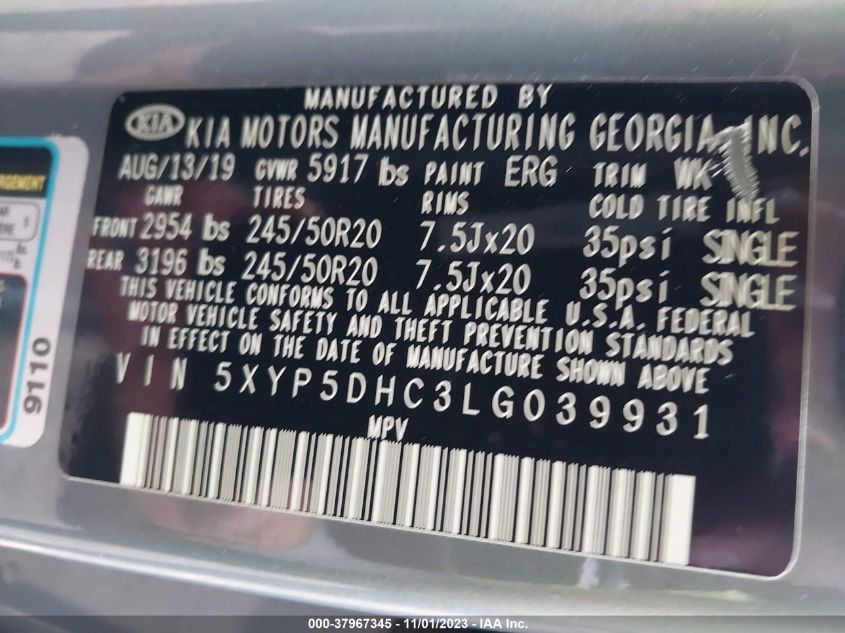 MANUFACTURED BY
KIA KIA MOTORS MANUFACTURING GEORGIA, INC.
AUG/13/19 GVWR 5917 lbs PAINT ERG TRIM WK
GAWR TIRES RIMS COLD TIRE INFL
FRONT 2954 lbs 245/50R20 7.5Jx20 35psi SINGLE
REAR 3196 lbs 245/50R20 7.5Jx20 35psi SINGLE
THIS VEHICLE CONFORMS TO ALL APPLICABLE U.S.A. FEDERAL
MOTOR VEHICLE SAFETY AND THEFT PREVENTION STANDARDS
IN EFFECT ON THE DATE OF MANUFACTURE SHOWN ABOVE
VIN 5XYP5DHC3LG039931
MPV
9110
000-37967345 - 11/01/2023 - IAA Inc.